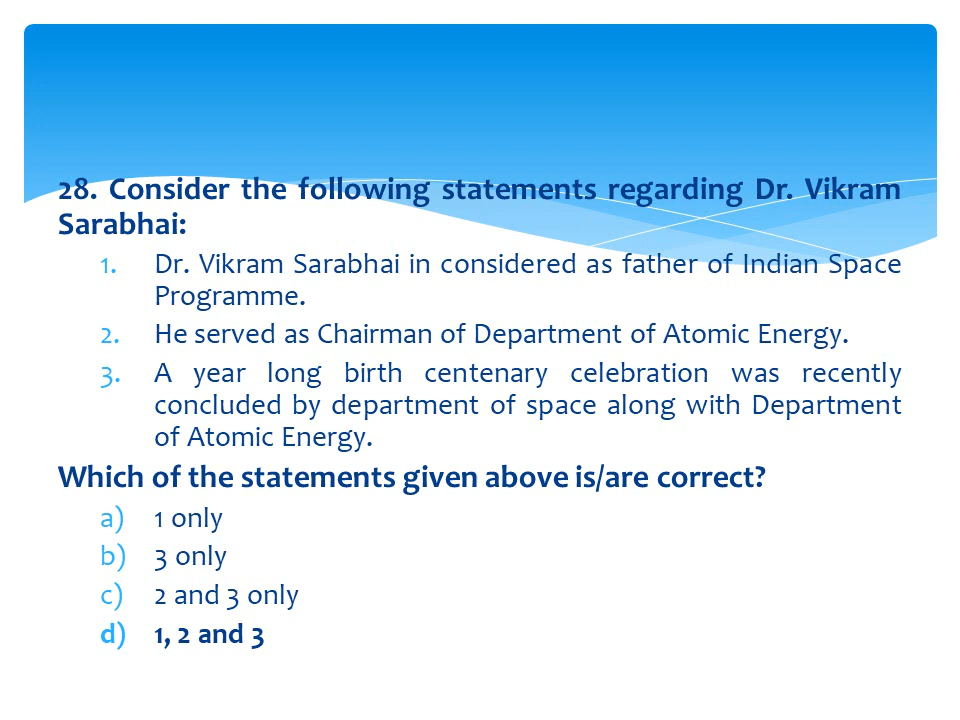 28. Consider the following statements regarding Dr. Vikram
Sarabhai:
1. Dr. Vikram Sarabhai in considered as father of Indian Space
Programme.
2. He served as Chairman of Department of Atomic Energy.
3. A year long birth centenary celebration was recently
concluded by department of space along with Department
of Atomic Energy.
Which of the statements given above is/are correct?
a) 1 only
b) 3 only
c) 2 and 3 only
d) 1, 2 and 3